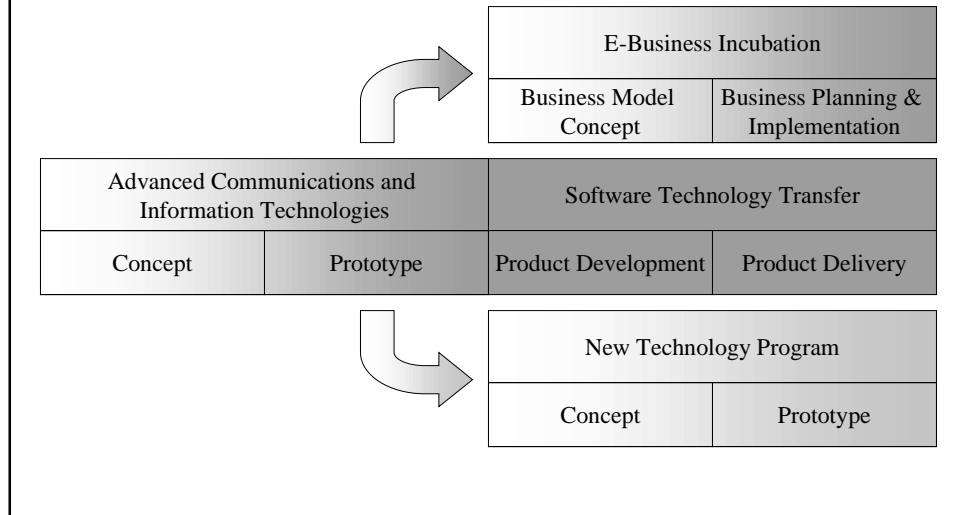 E-Business Incubation
Business Model
Concept
Business Planning &
Implementation
Advanced Communications and
Information Technologies
Software Technology Transfer
Concept
Prototype
Product Development
Product Delivery
New Technology Program
Concept
Prototype